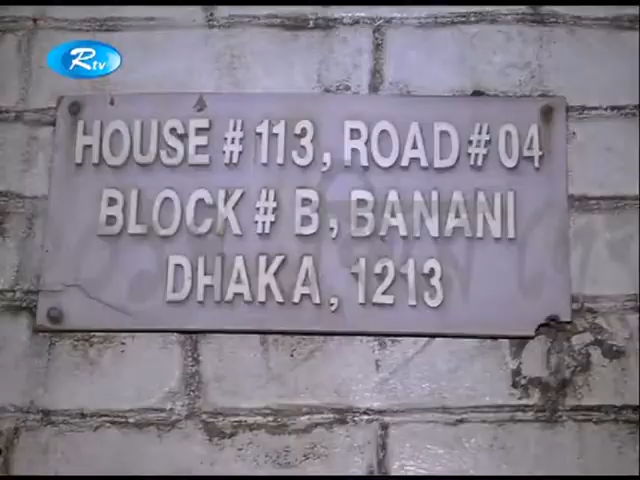 Rtv
HOUSE # 113, ROAD # 04
BLOCK # B, BANANI
DHAKA, 1213